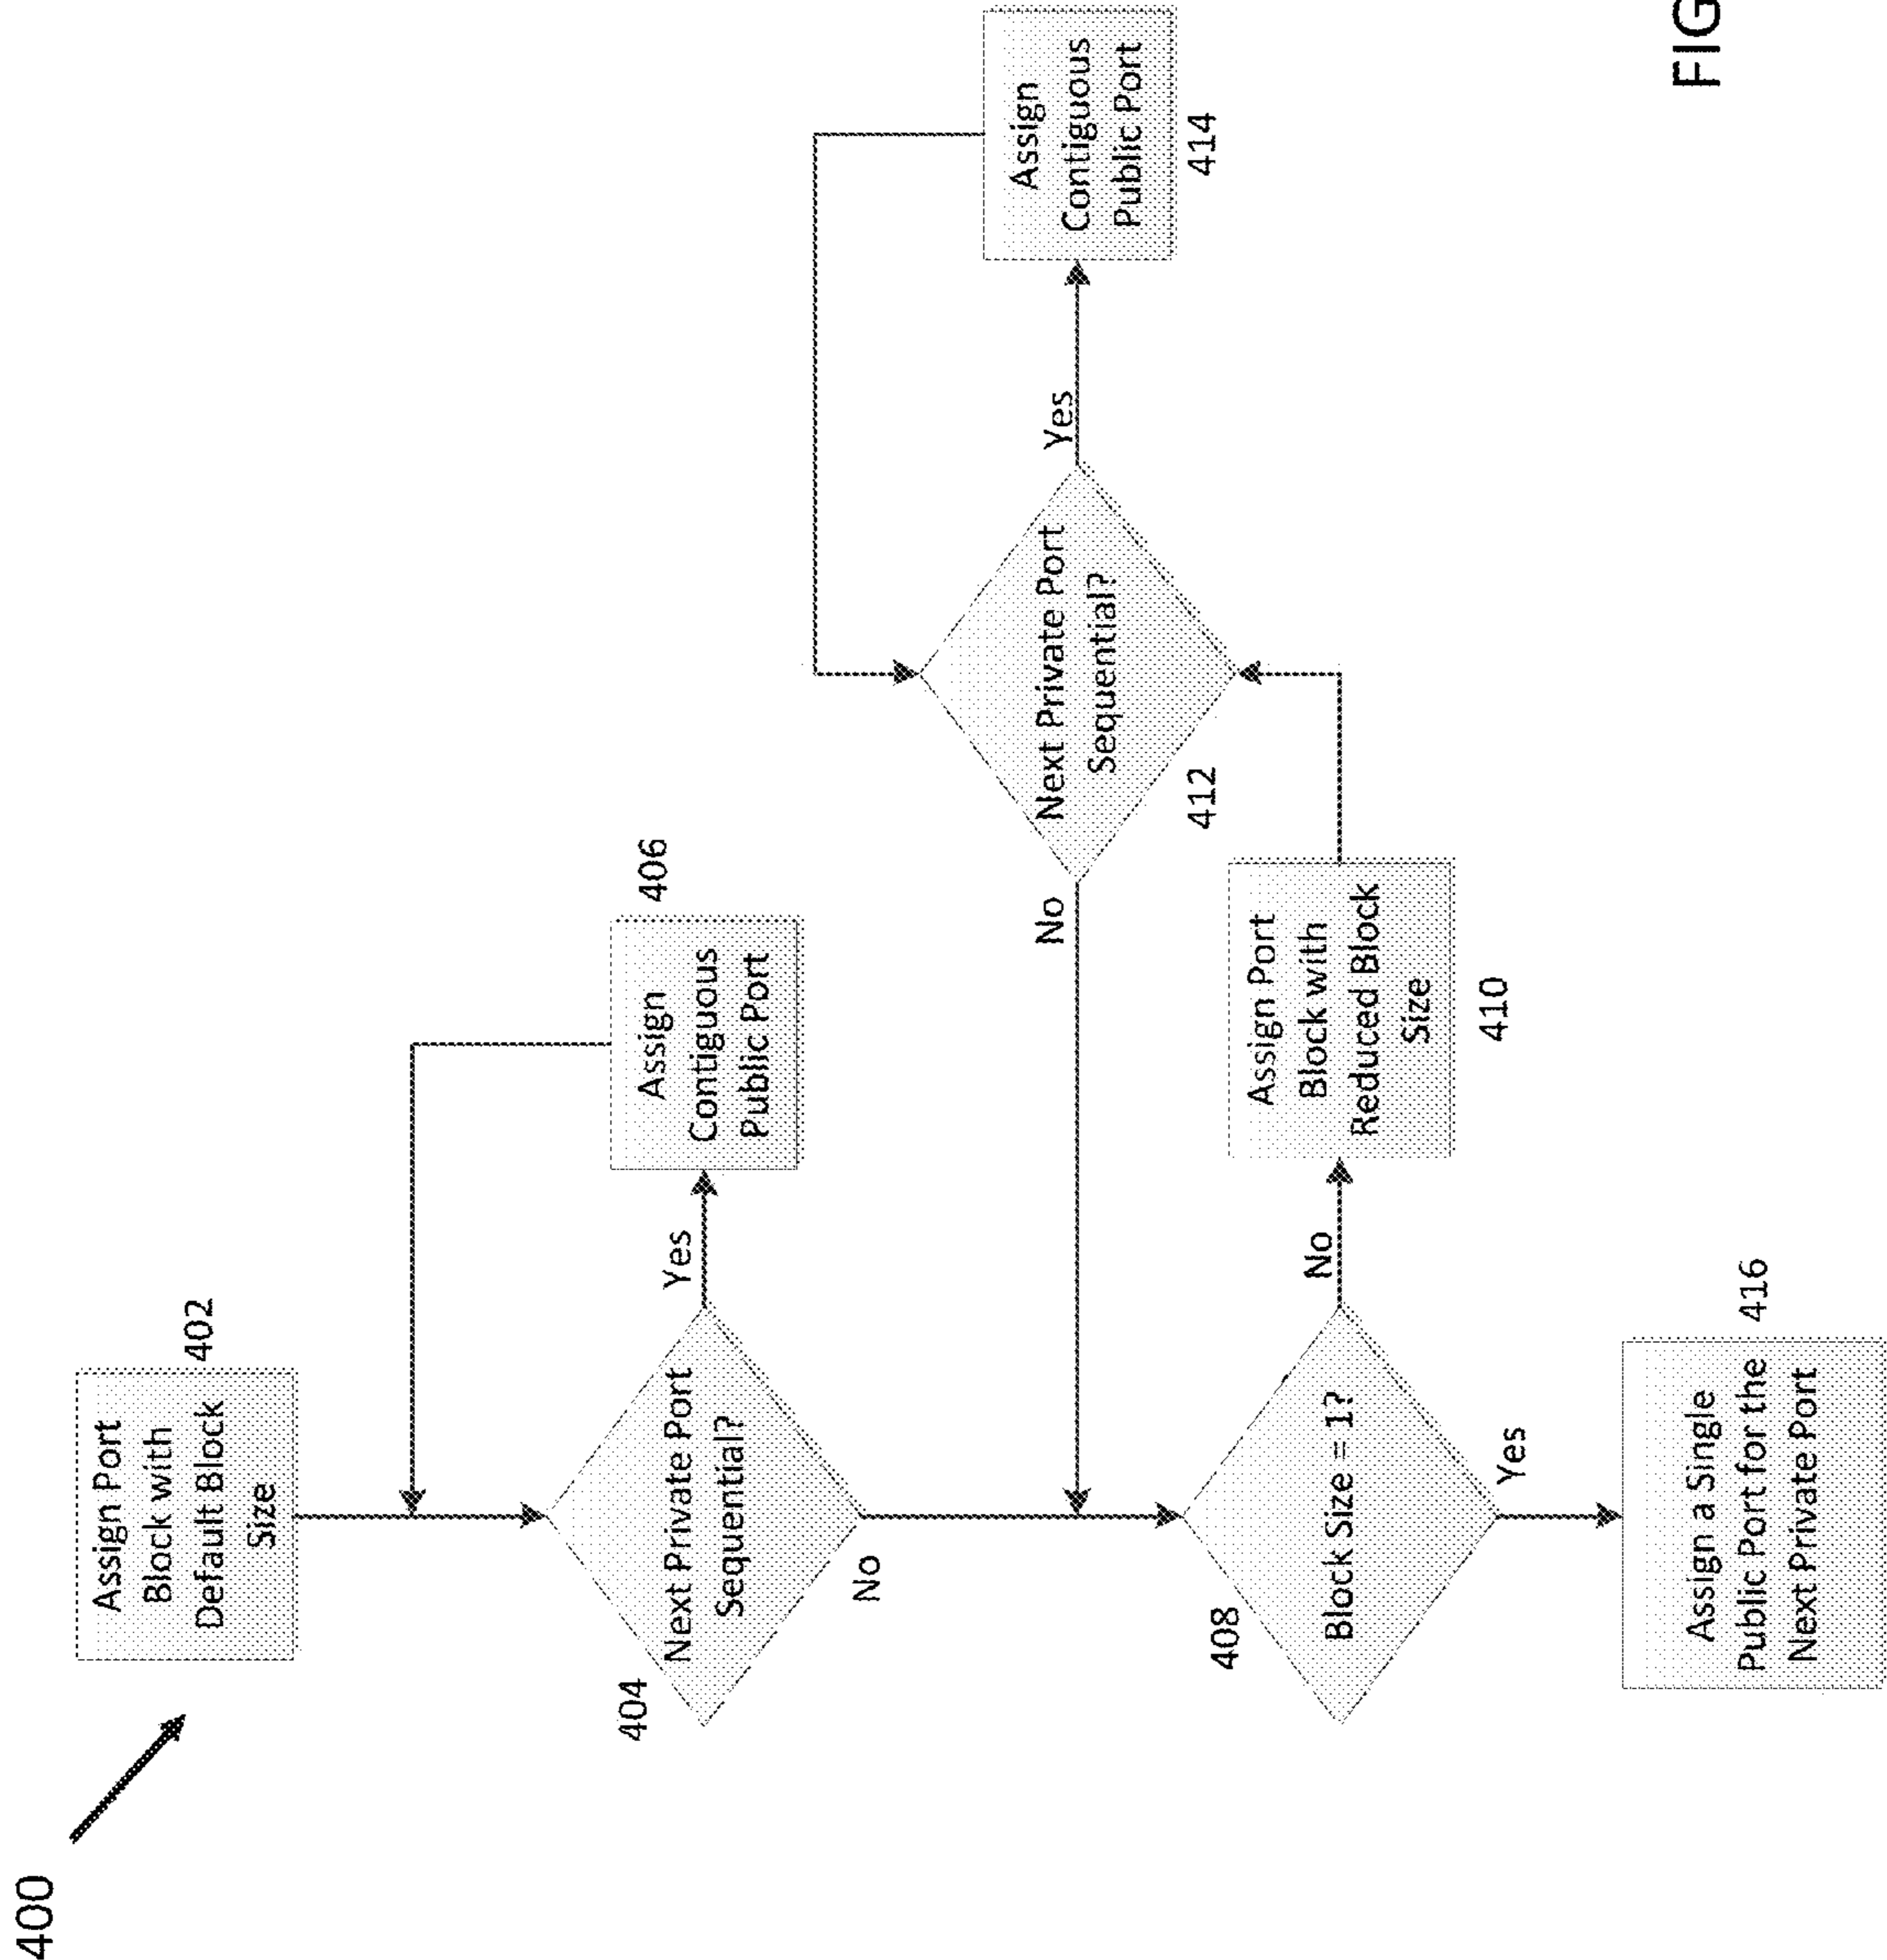 400
Assign Port
Block with
Default Block
Size
402
404
Next Private Port
Sequential?
Yes
Assign
Contiguous
Public Port
406
No
408
Block Size = 1?
No
Assign Port
Block with
Reduced Block
Size
410
412
Next Private Port
Sequential?
No
Yes
Assign
Contiguous
Public Port
414
Yes
Assign a Single
Public Port for the
Next Private Port
416
FIG